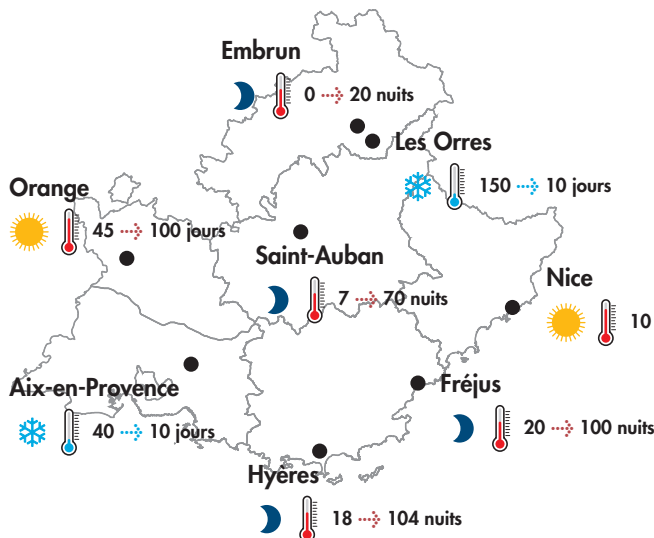 Embrun
0 → 20 nuits
Les Orres
150 → 10 jours
Orange
45 → 100 jours
Saint-Auban
7 → 70 nuits
Nice
10
Aix-en-Provence
40 → 10 jours
Fréjus
20 → 100 nuits
Hyères
18 → 104 nuits